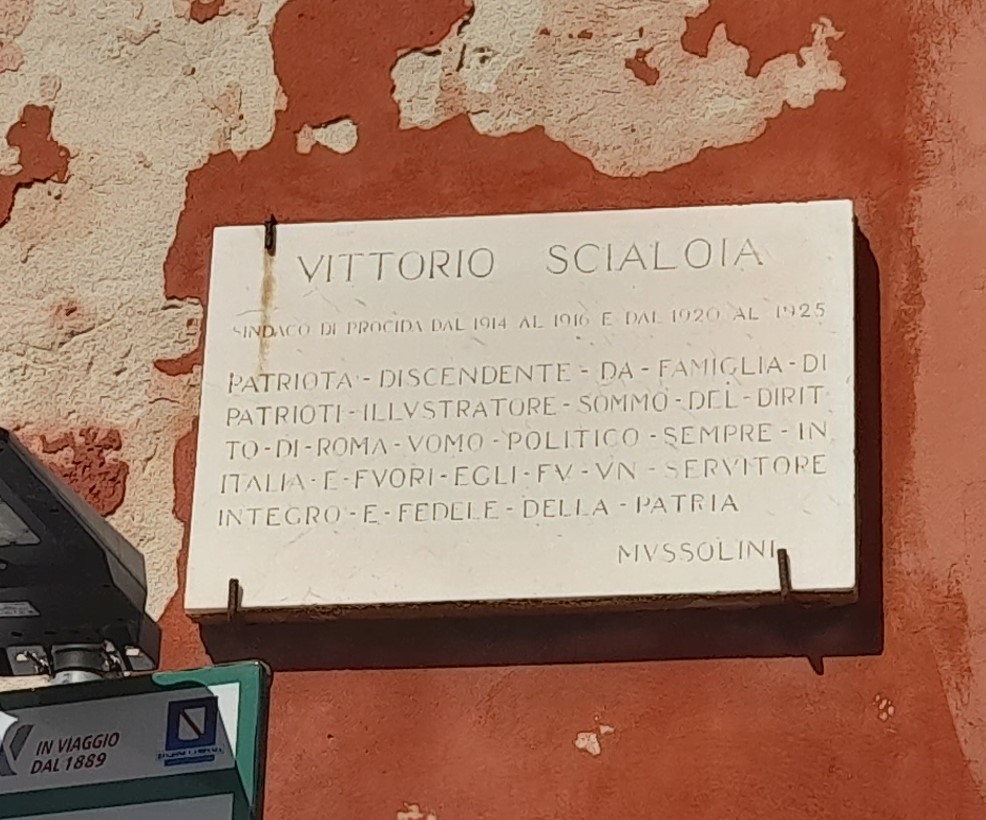 VITTORIO SCIALOIA
SINDACO DI PROCIDA DAL 1914 AL 1916 E DAL 1920 AL 1925
PATRIOTA - DISCENDENTE - DA - FAMIGLIA - DI
PATRIOTI - ILLVSTRATORE - SOMMO - DEL - DIRIT
TO - DI - ROMA - VOMO - POLITICO - SEMPRE - IN
ITALIA - E - FVORI - EGLI - FV - VN - SERVITORE
INTEGRO - E - FEDELE - DELLA - PATRIA
MVSSOLINI
IN VIAGGIO
DAL 1889
REGIONE CAMPANIA